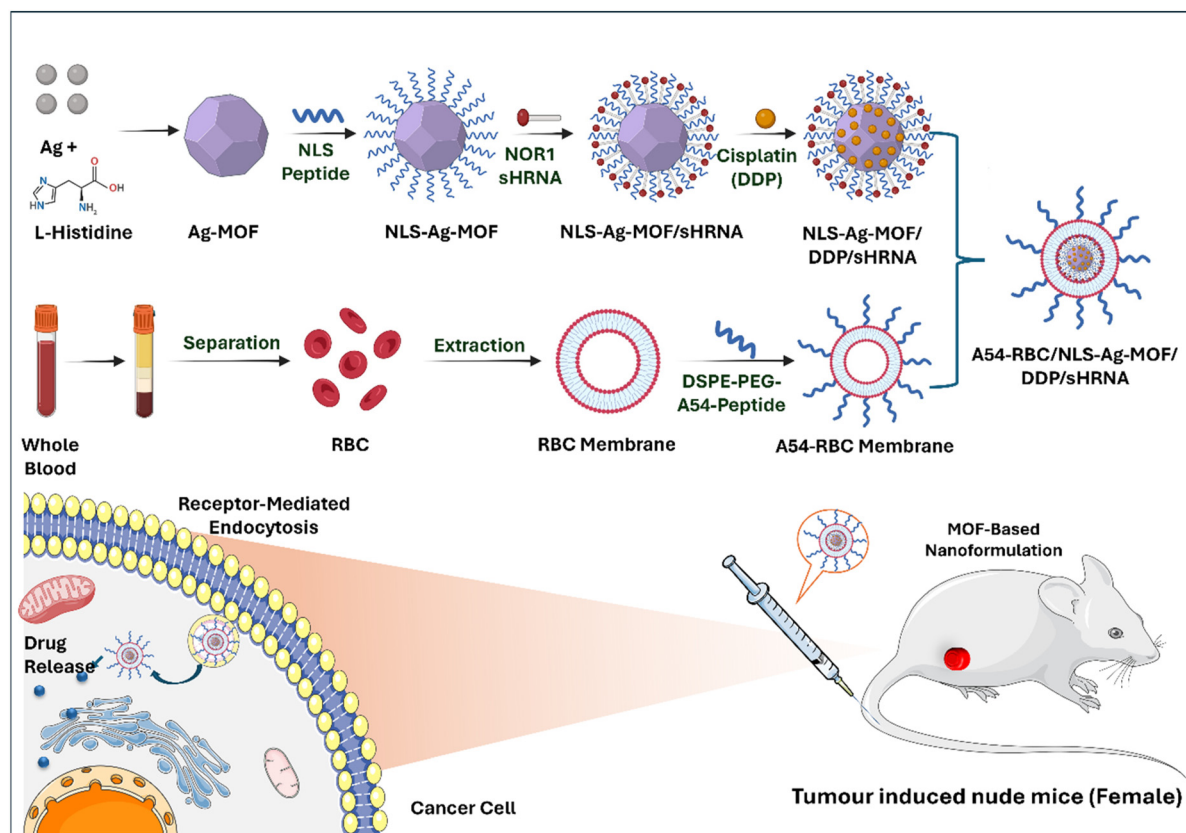 Ag +
HN
N
O
OH
NH₂
L-Histidine
Ag-MOF
NLS
Peptide
NLS-Ag-MOF
NOR1
sHRNA
NLS-Ag-MOF/sHRNA
Cisplatin
(DDP)
NLS-Ag-MOF/
DDP/sHRNA
A54-RBC/NLS-Ag-MOF/
DDP/sHRNA
Whole
Blood
Separation
RBC
Extraction
RBC Membrane
DSPE-PEG-
A54-Peptide
A54-RBC Membrane
Receptor-Mediated
Endocytosis
Drug
Release
Cancer Cell
MOF-Based
Nanoformulation
Tumour induced nude mice (Female)